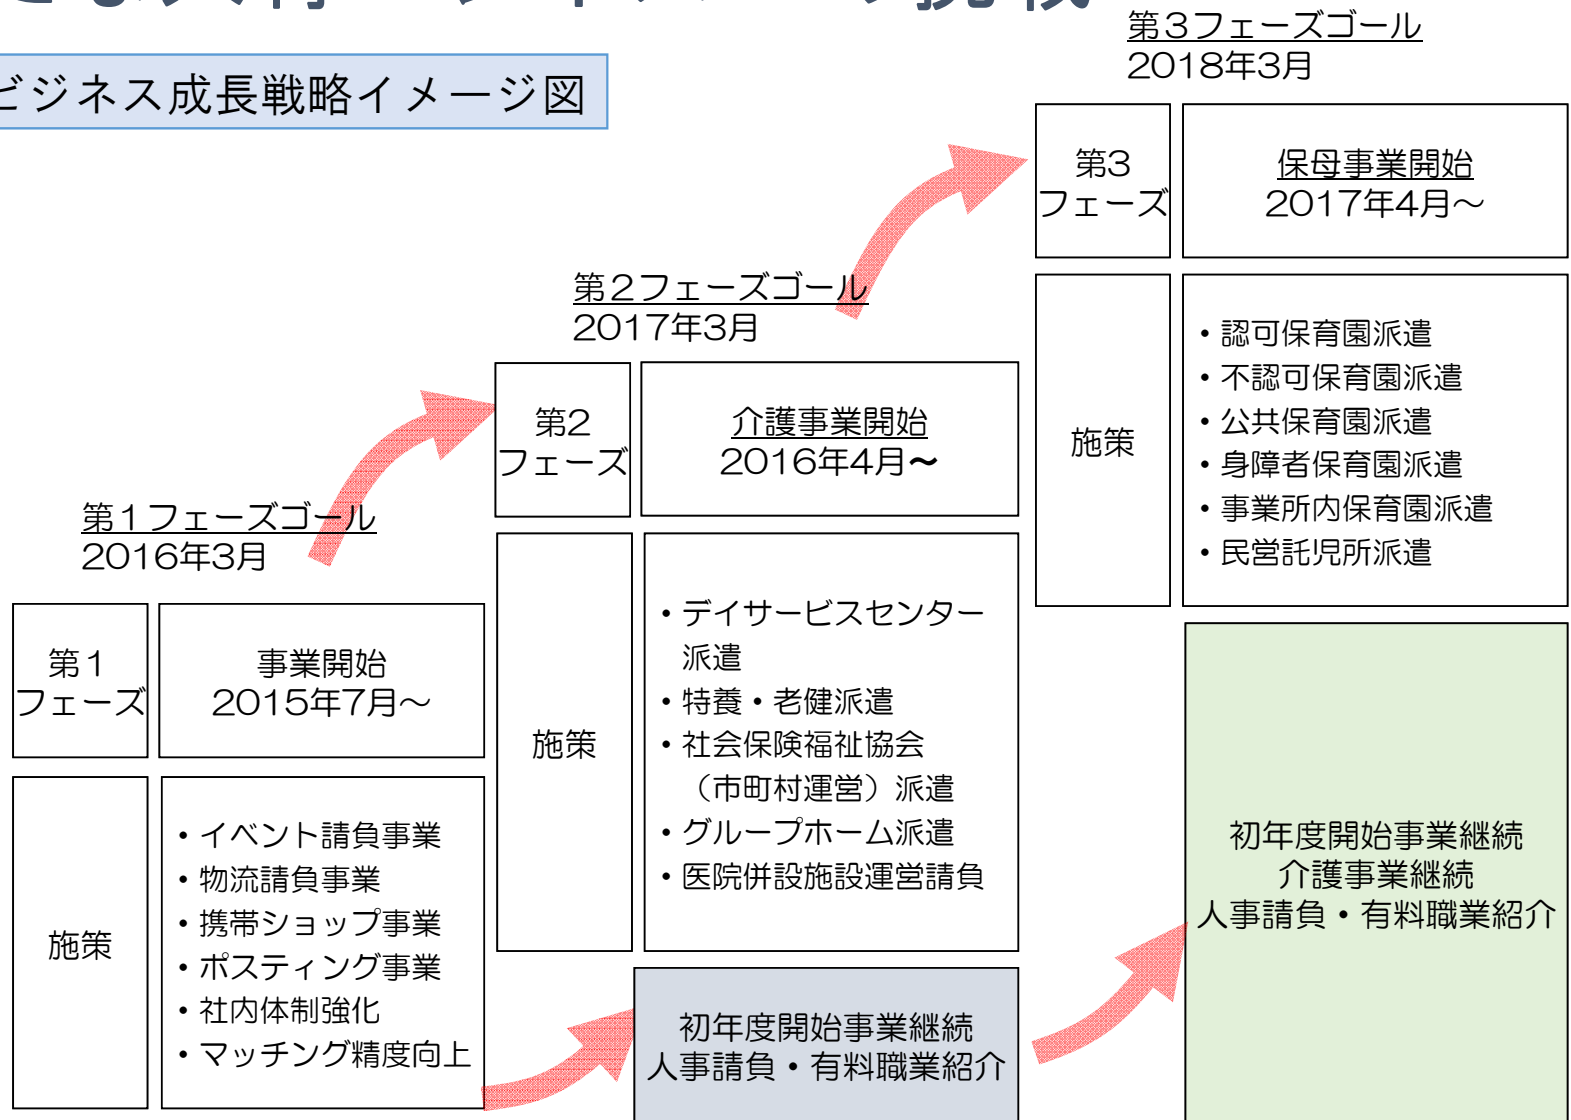 ビジネス成長戦略イメージ図
第３フェーズゴール
2018年3月
第3
フェーズ
保母事業開始
2017年4月～
施策
・認可保育園派遣
・不認可保育園派遣
・公共保育園派遣
・身障者保育園派遣
・事業所内保育園派遣
・民営託児所派遣
初年度開始事業継続
介護事業継続
人事請負・有料職業紹介
第２フェーズゴール
2017年3月
第2
フェーズ
介護事業開始
2016年4月～
施策
・デイサービスセンター
派遣
・特養・老健派遣
・社会保険福祉協会
（市町村運営）派遣
・グループホーム派遣
・医院併設施設運営請負
初年度開始事業継続
人事請負・有料職業紹介
第１フェーズゴール
2016年3月
第１
フェーズ
事業開始
2015年7月～
施策
・イベント請負事業
・物流請負事業
・携帯ショップ事業
・ポスティング事業
・社内体制強化
・マッチング精度向上